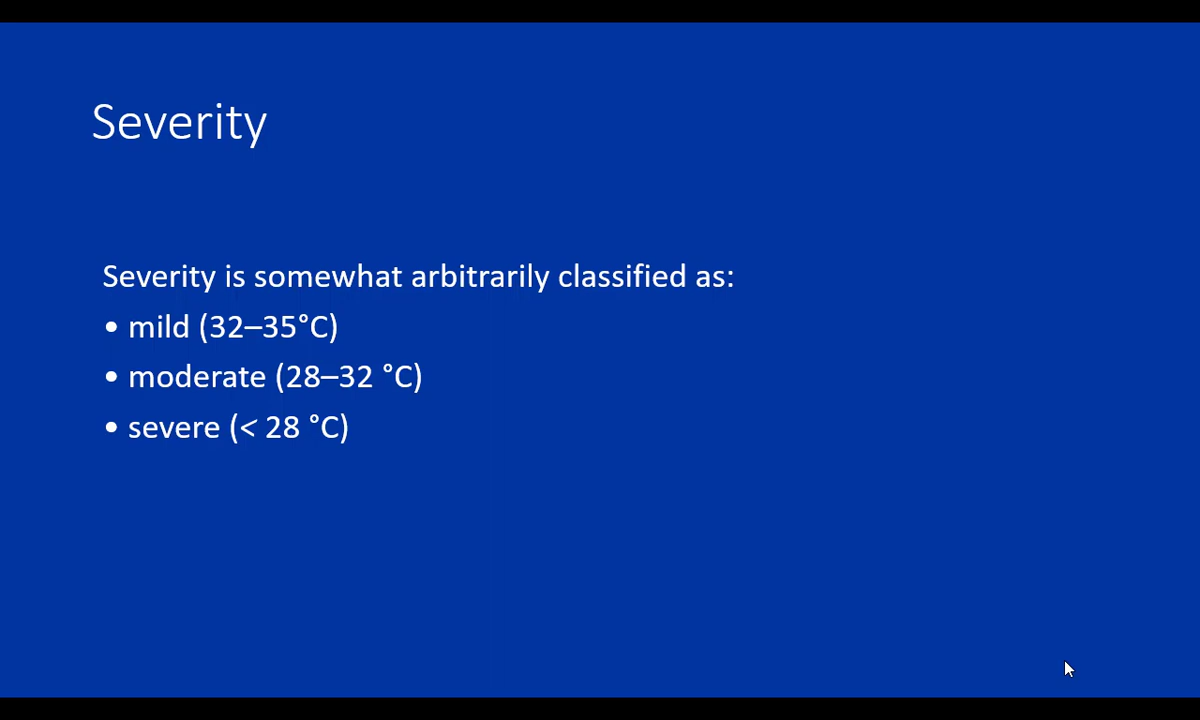 Severity
Severity is somewhat arbitrarily classified as:
• mild (32–35°C)
• moderate (28–32 °C)
• severe (< 28 °C)